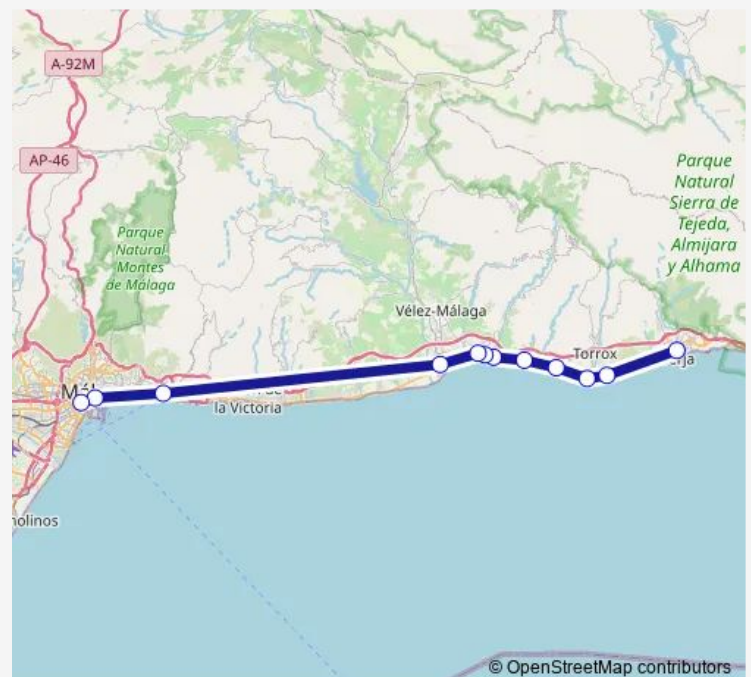 A-92M
AP-46
Parque
Natural
Sierra de
Tejeda,
Almijara
y Alhama
Parque
Natural
Montes
de Málaga
Vélez-Málaga
Torrox
la Victoria
© OpenStreetMap contributors